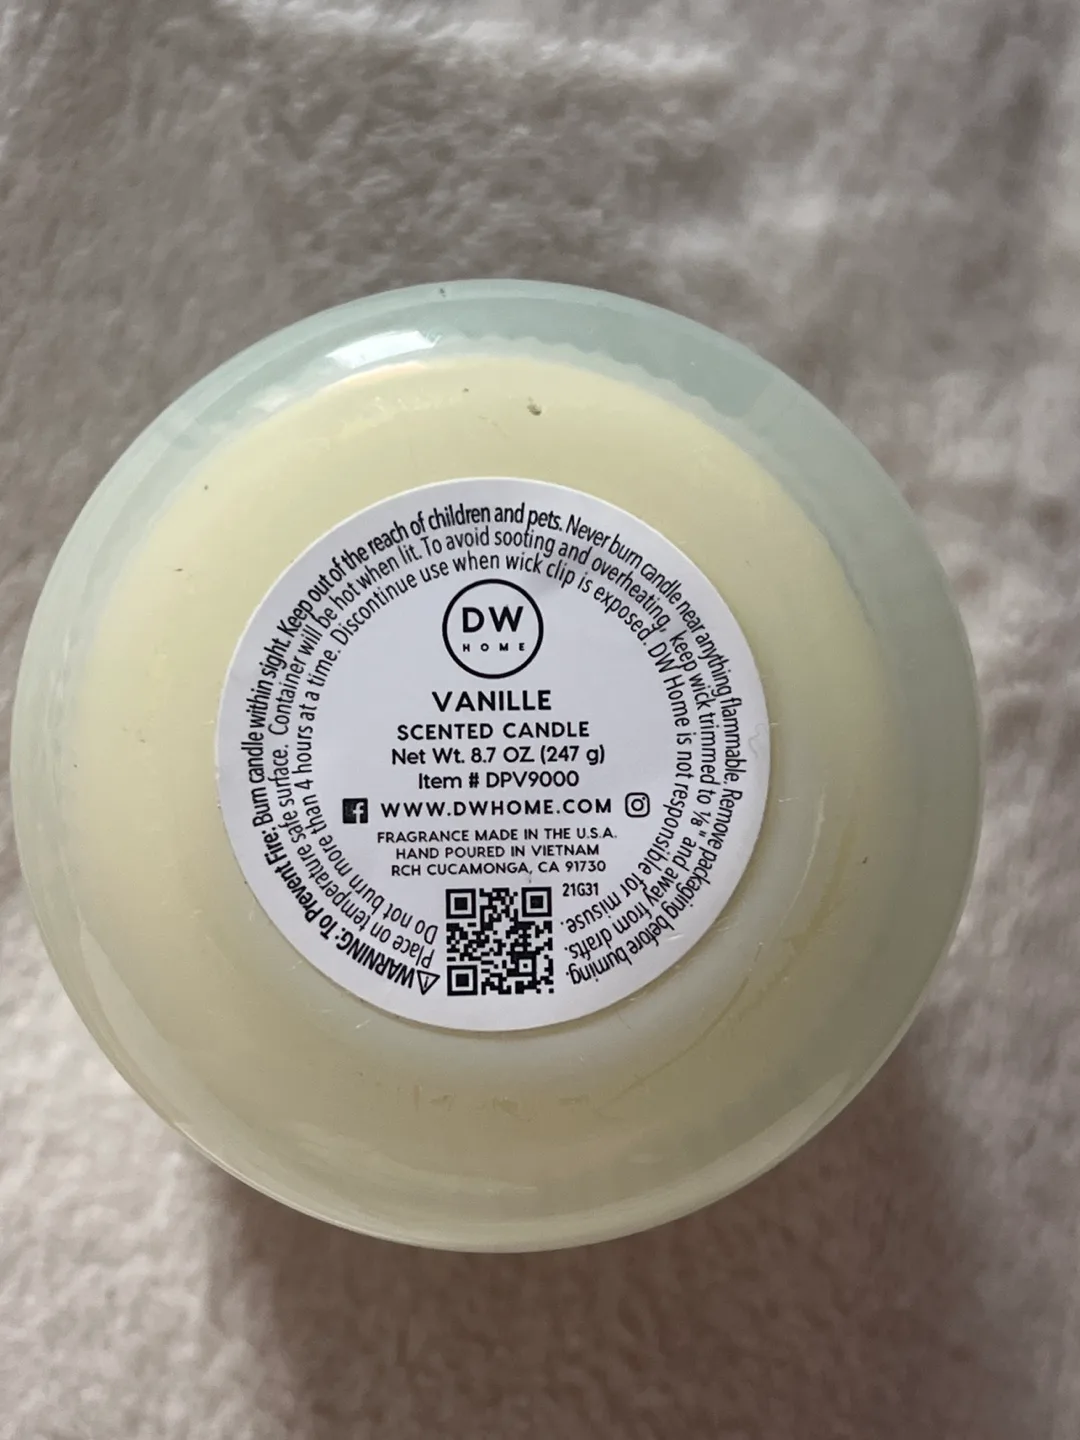 ⚠WARNING: To Prevent Fire: Burn candle within sight. Keep out of the reach of children and pets. Never burn candle near anything flammable. Remove packaging before burning.
Place on temperature safe surface. Container will be hot when lit. To avoid sooting and overheating, keep wick trimmed to ⅛" and away from drafts.
Do not burn more than 4 hours at a time. Discontinue use when wick clip is exposed. DW Home is not responsible for misuse.
DW
HOME
VANILLE
SCENTED CANDLE
Net Wt. 8.7 OZ (247 g)
Item # DPV9000
WWW.DWHOME.COM
FRAGRANCE MADE IN THE U.S.A.
HAND POURED IN VIETNAM
RCH CUCAMONGA, CA 91730
21G31